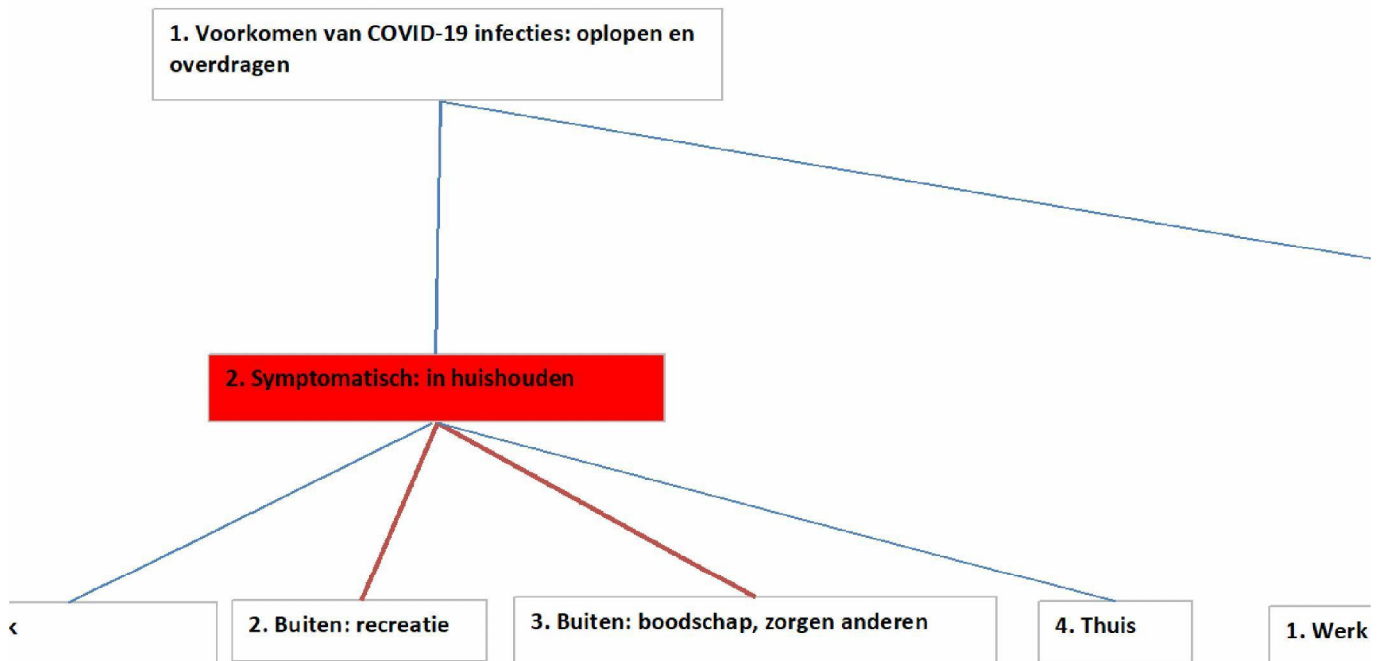 1. Voorkomen van COVID-19 infecties: oplopen en
overdragen
2. Symptomatisch: in huishouden
k
2. Buiten: recreatie
3. Buiten: boodschap, zorgen anderen
4. Thuis
1. Werk